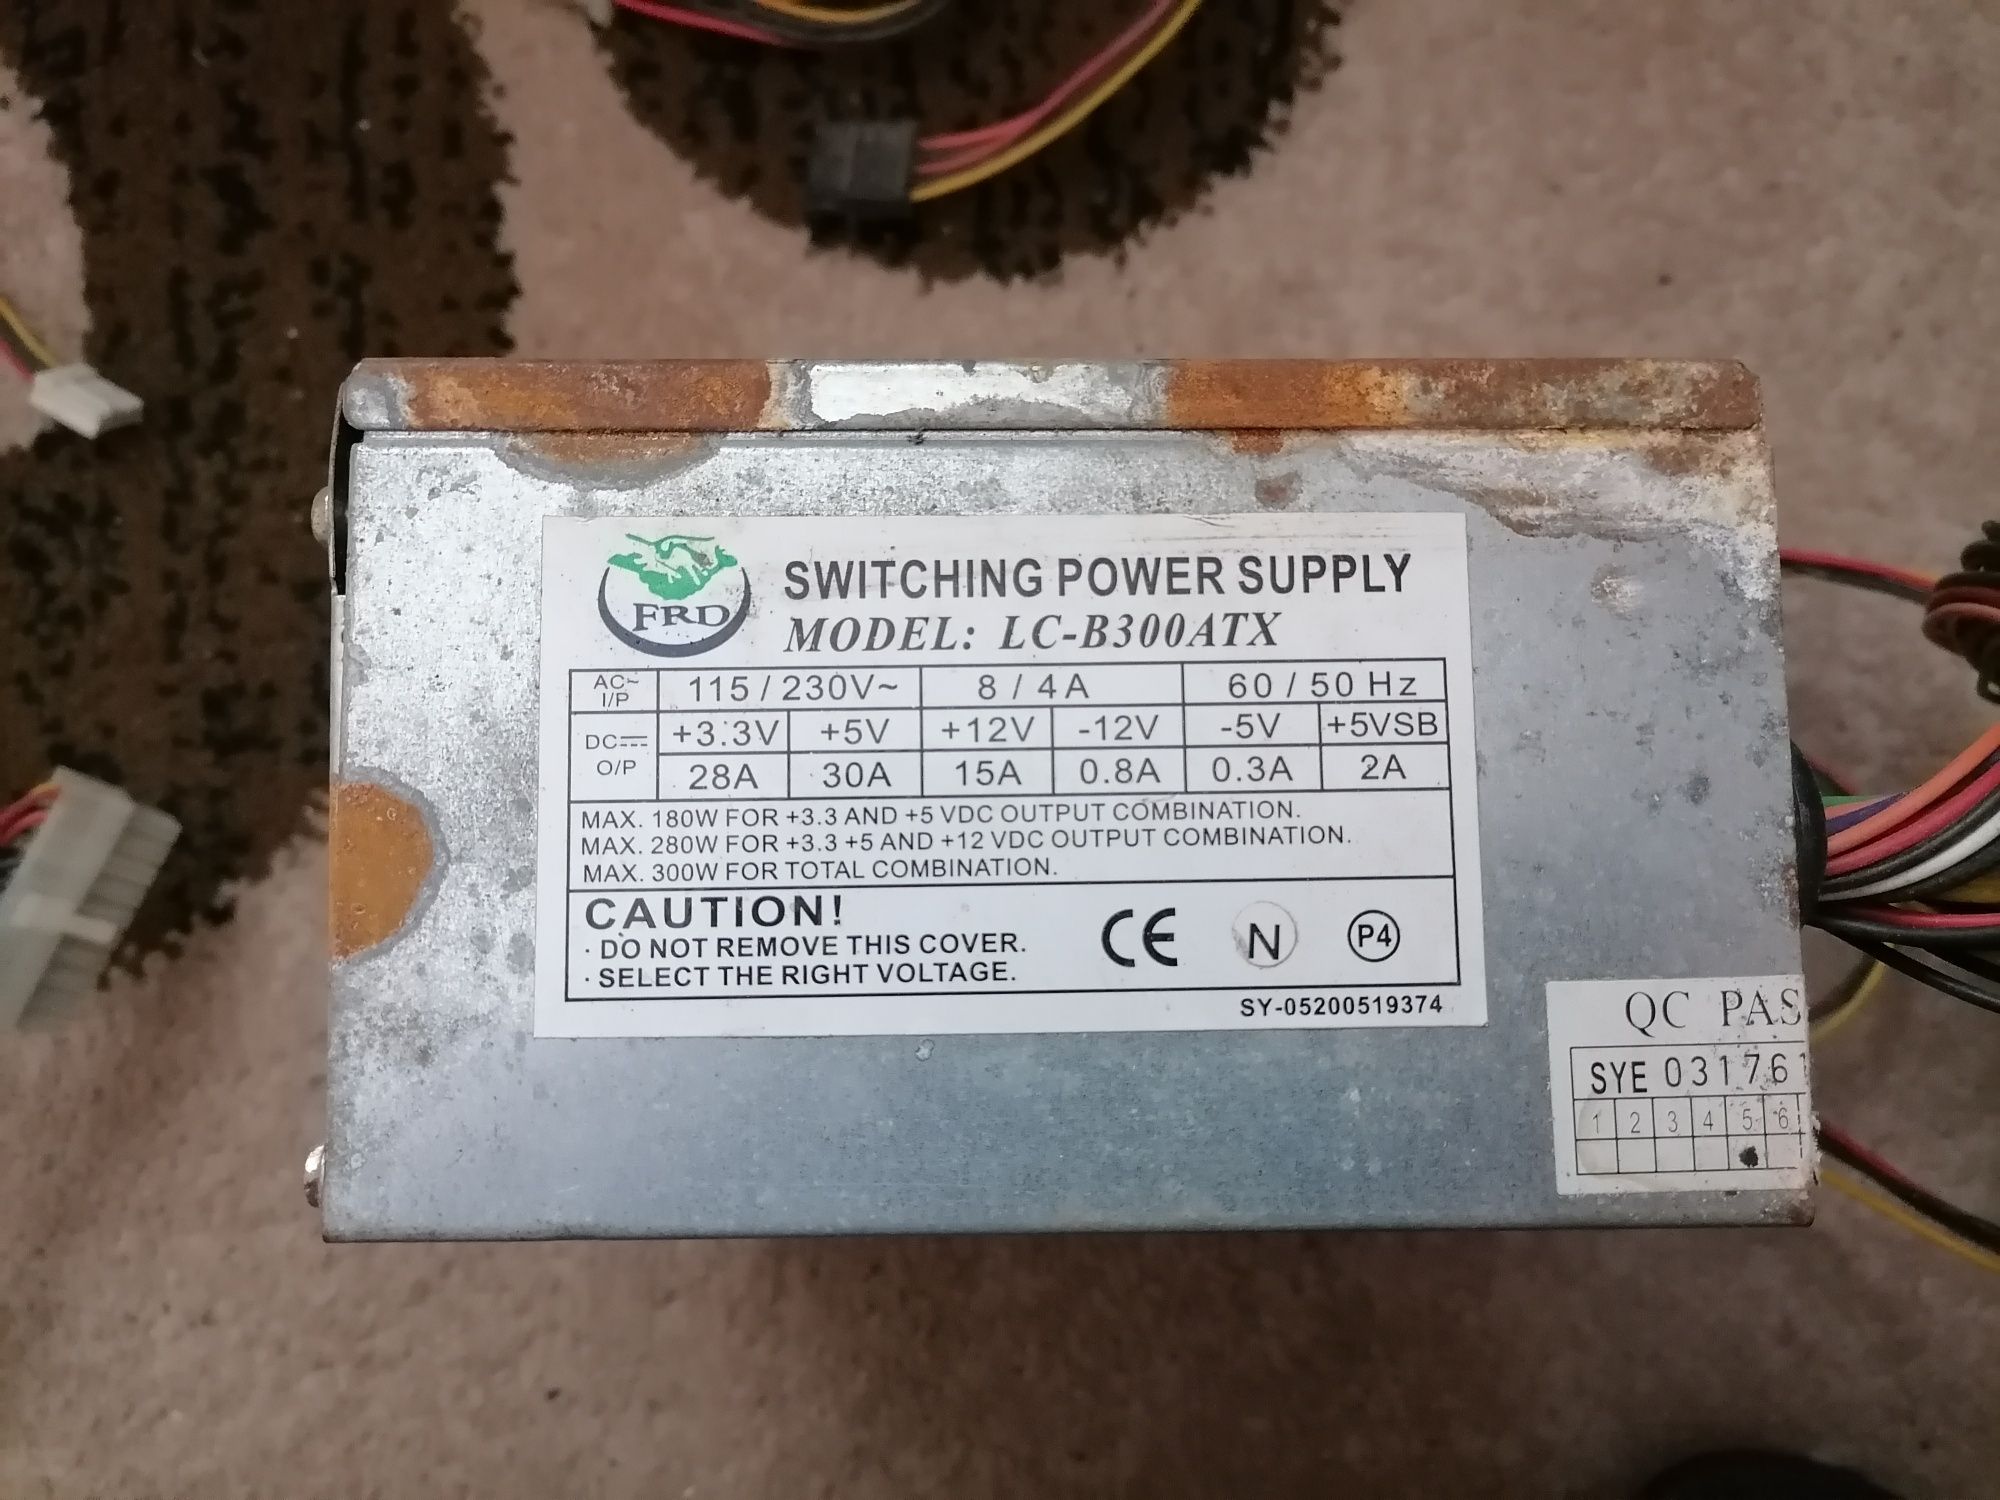 FRD
SWITCHING POWER SUPPLY
MODEL: LC-B300ATX
AC~ I/P 115 / 230V~ 8 / 4 A 60 / 50 Hz
DC O/P +3.3V +5V +12V -12V -5V +5VSB
28A 30A 15A 0.8A 0.3A 2A
MAX. 180W FOR +3.3 AND +5 VDC OUTPUT COMBINATION.
MAX. 280W FOR +3.3 +5 AND +12 VDC OUTPUT COMBINATION.
MAX. 300W FOR TOTAL COMBINATION.
CAUTION!
· DO NOT REMOVE THIS COVER.
· SELECT THE RIGHT VOLTAGE.
CE N P4
SY-05200519374
QC PAS
SYE 031761
1 2 3 4 5 6